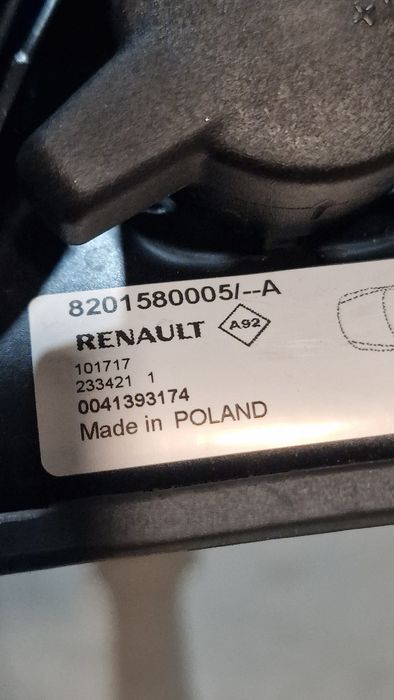 8201580005/--A
RENAULT A92
101717
233421 1
0041393174
Made in POLAND